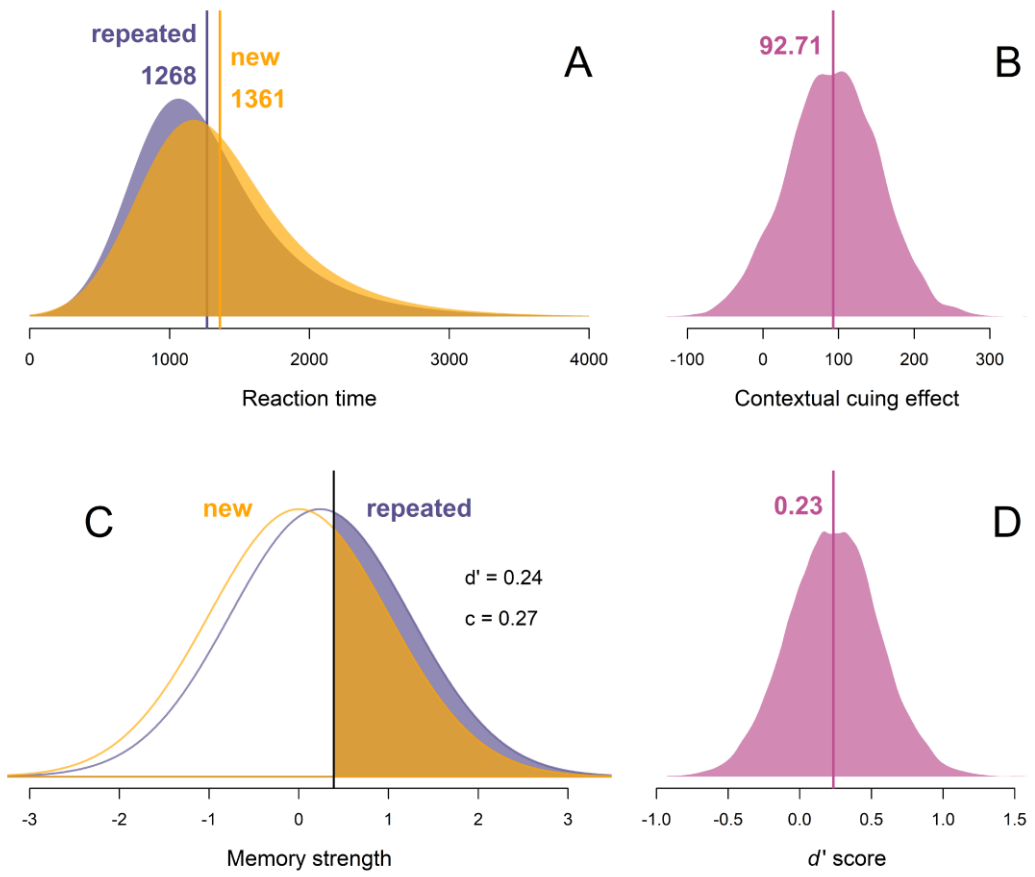 repeated
1268
new
1361
A
0 1000 2000 3000 4000
Reaction time
92.71
B
-100 0 100 200 300
Contextual cuing effect
C
new
repeated
d' = 0.24
c = 0.27
-3 -2 -1 0 1 2 3
Memory strength
0.23
D
-1.0 -0.5 0.0 0.5 1.0 1.5
d' score